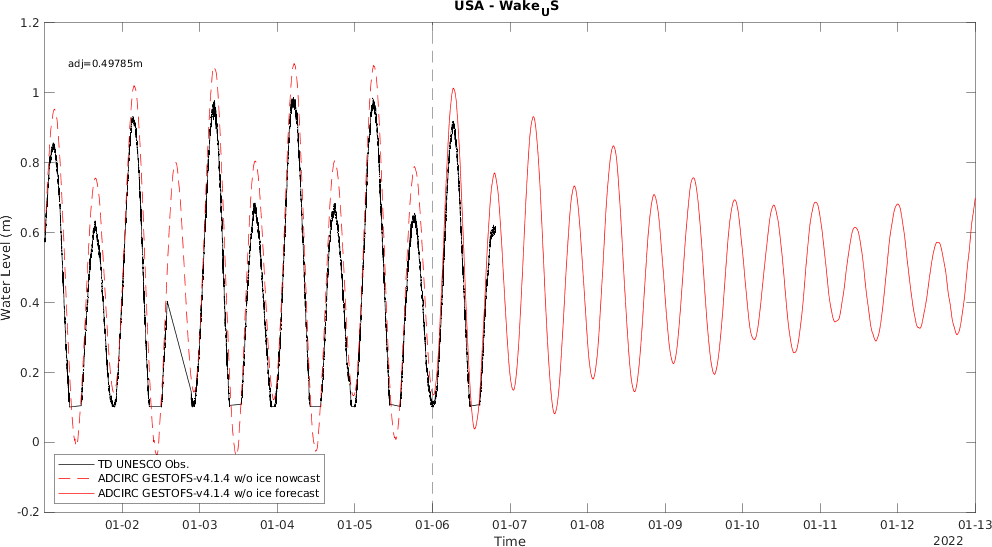 USA - Wake_US
adj=0.49785m
1.2
1
0.8
0.6
0.4
0.2
0
-0.2
Water Level (m)
TD UNESCO Obs.
ADCIRC GESTOFS-v4.1.4 w/o ice nowcast
ADCIRC GESTOFS-v4.1.4 w/o ice forecast
01-02 01-03 01-04 01-05 01-06 01-07 01-08 01-09 01-10 01-11 01-12 01-13
Time
2022